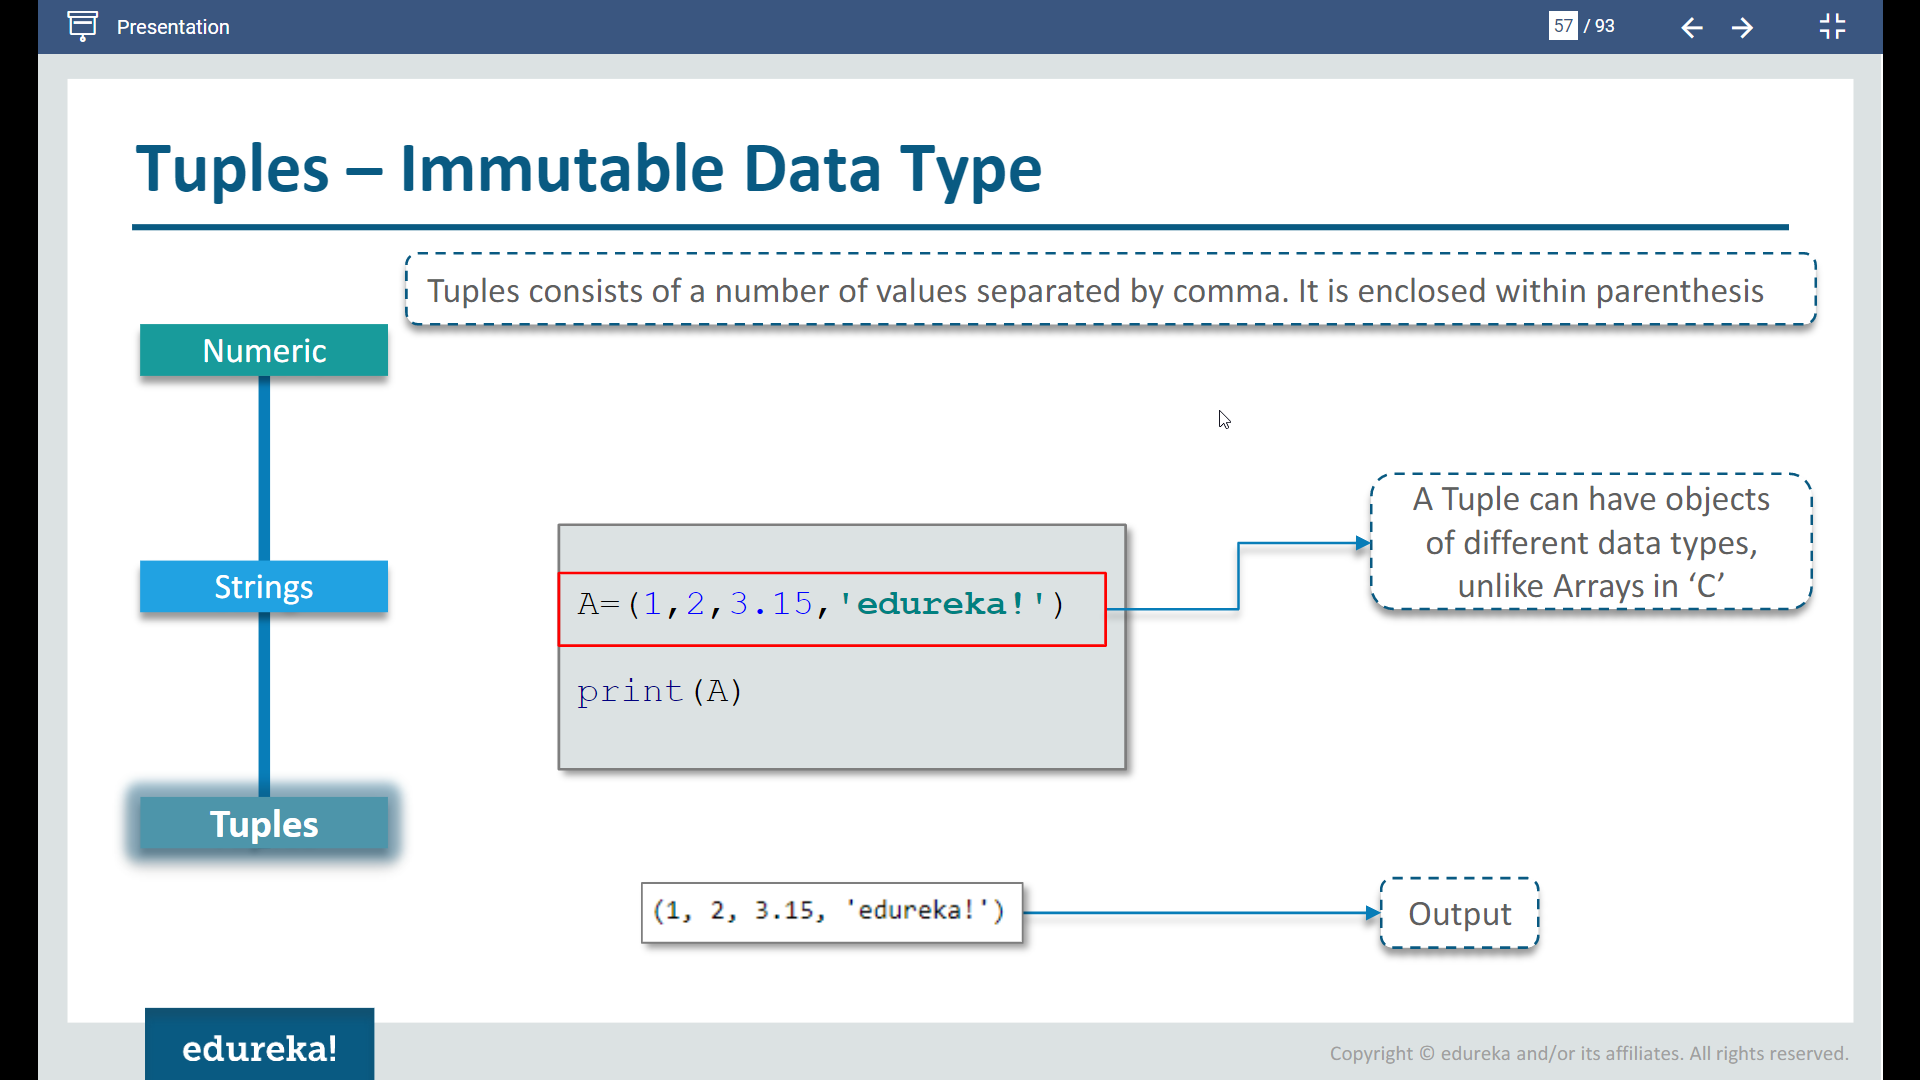 Presentation
57 / 93
Tuples – Immutable Data Type
Tuples consists of a number of values separated by comma. It is enclosed within parenthesis
Numeric
Strings
Tuples
A=(1,2,3.15,'edureka!')
print(A)
A Tuple can have objects
of different data types,
unlike Arrays in ‘C’
(1, 2, 3.15, 'edureka!')
Output
edureka!
Copyright © edureka and/or its affiliates. All rights reserved.